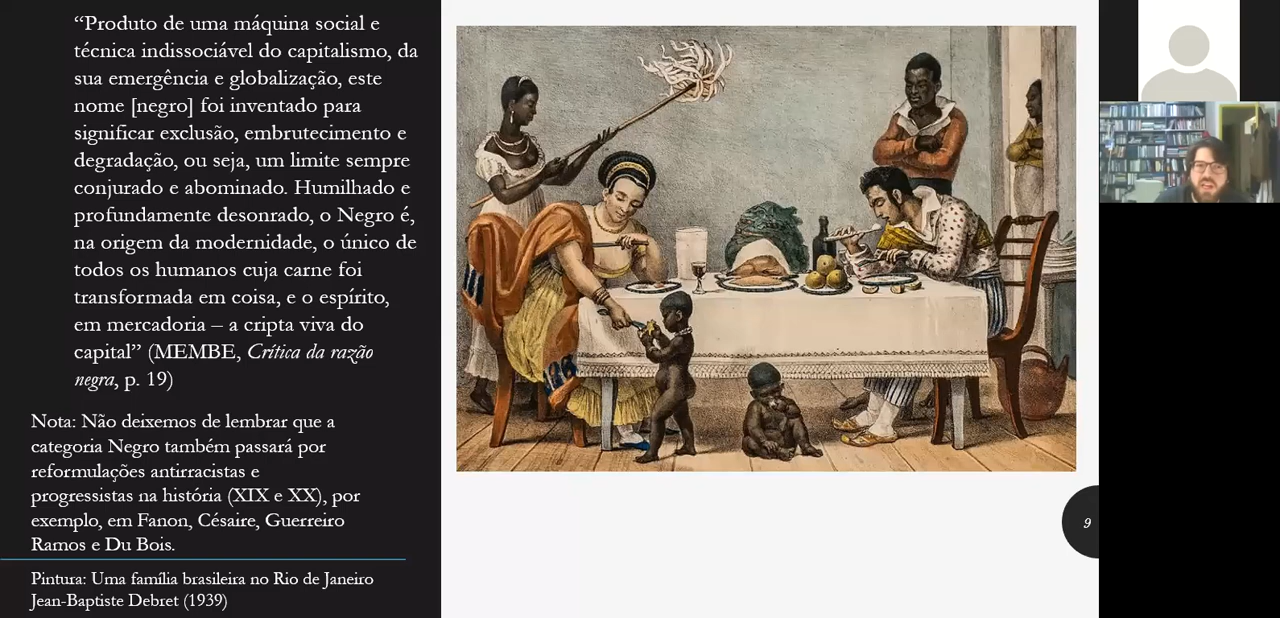 “Produto de uma máquina social e
técnica indissociável do capitalismo, da
sua emergência e globalização, este
nome [negro] foi inventado para
significar exclusão, embrutecimento e
degradação, ou seja, um limite sempre
conjurado e abominado. Humilhado e
profundamente desonrado, o Negro é,
na origem da modernidade, o único de
todos os humanos cuja carne foi
transformada em coisa, e o espírito,
em mercadoria – a cripta viva do
capital” (MEMBE, Crítica da razão
negra, p. 19)
Nota: Não deixemos de lembrar que a
categoria Negro também passará por
reformulações antirracistas e
progressistas na história (XIX e XX), por
exemplo, em Fanon, Césaire, Guerreiro
Ramos e Du Bois.
Pintura: Uma família brasileira no Rio de Janeiro
Jean-Baptiste Debret (1939)
9